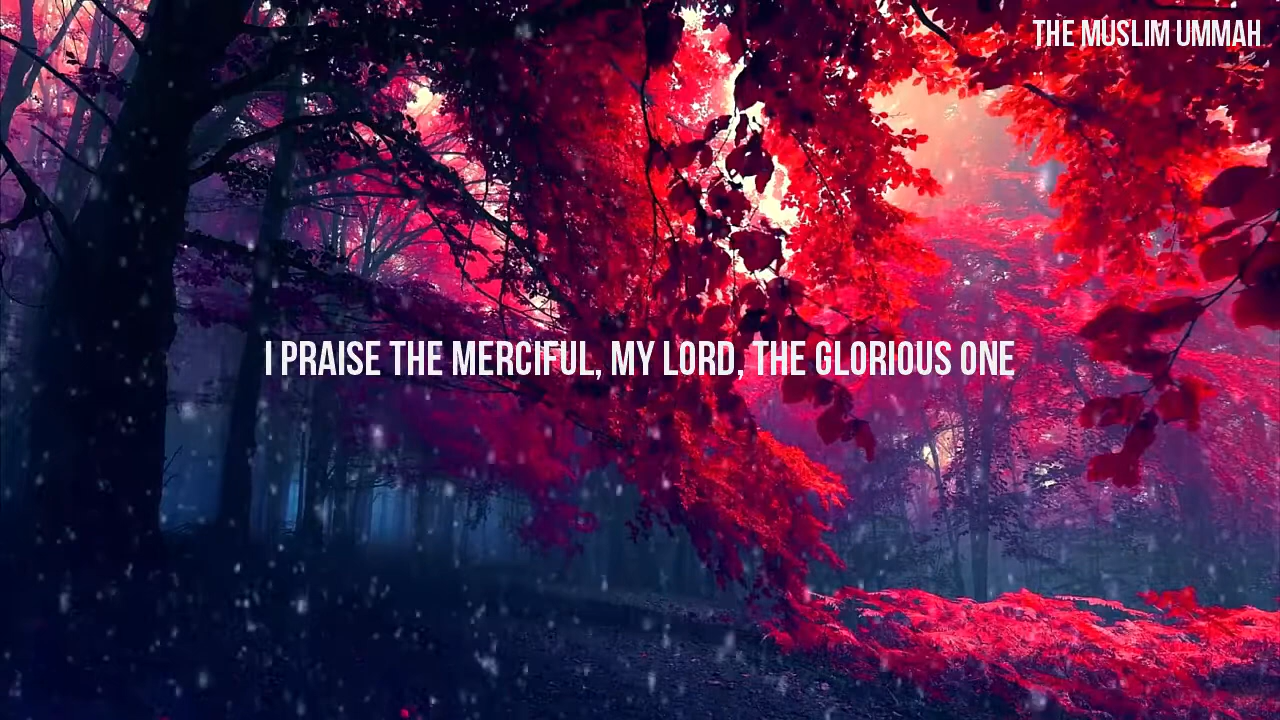 THE MUSLIM UMMAH
I PRAISE THE MERCIFUL, MY LORD, THE GLORIOUS ONE